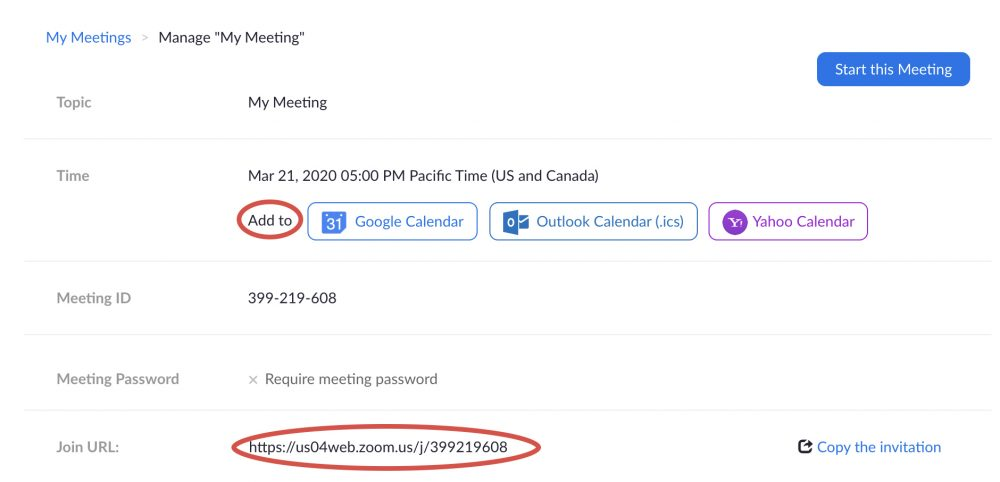 My Meetings > Manage "My Meeting"
Start this Meeting
Topic My Meeting
Time Mar 21, 2020 05:00 PM Pacific Time (US and Canada)
Add to 31 Google Calendar Outlook Calendar (.ics) Y! Yahoo Calendar
Meeting ID 399-219-608
Meeting Password × Require meeting password
Join URL: https://us04web.zoom.us/j/399219608 Copy the invitation